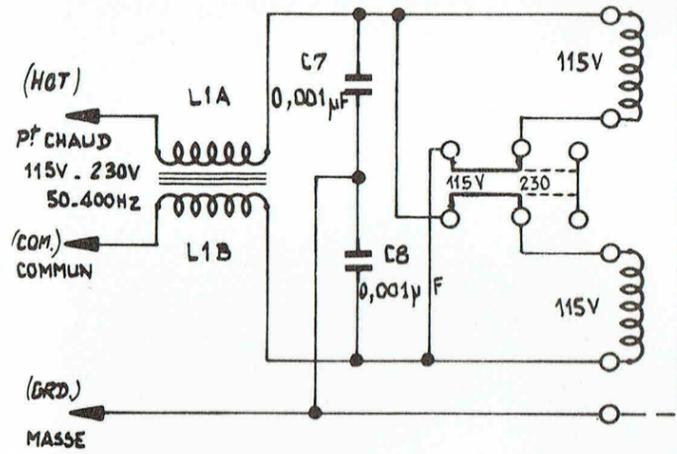 (HOT)
Pt CHAUD
115V - 230V
50-400HZ
(COM.)
COMMUN
(GRD.)
MASSE
L1A
L1B
C7
0,001µF
C8
0,001µ F
115V
115V 230
115V